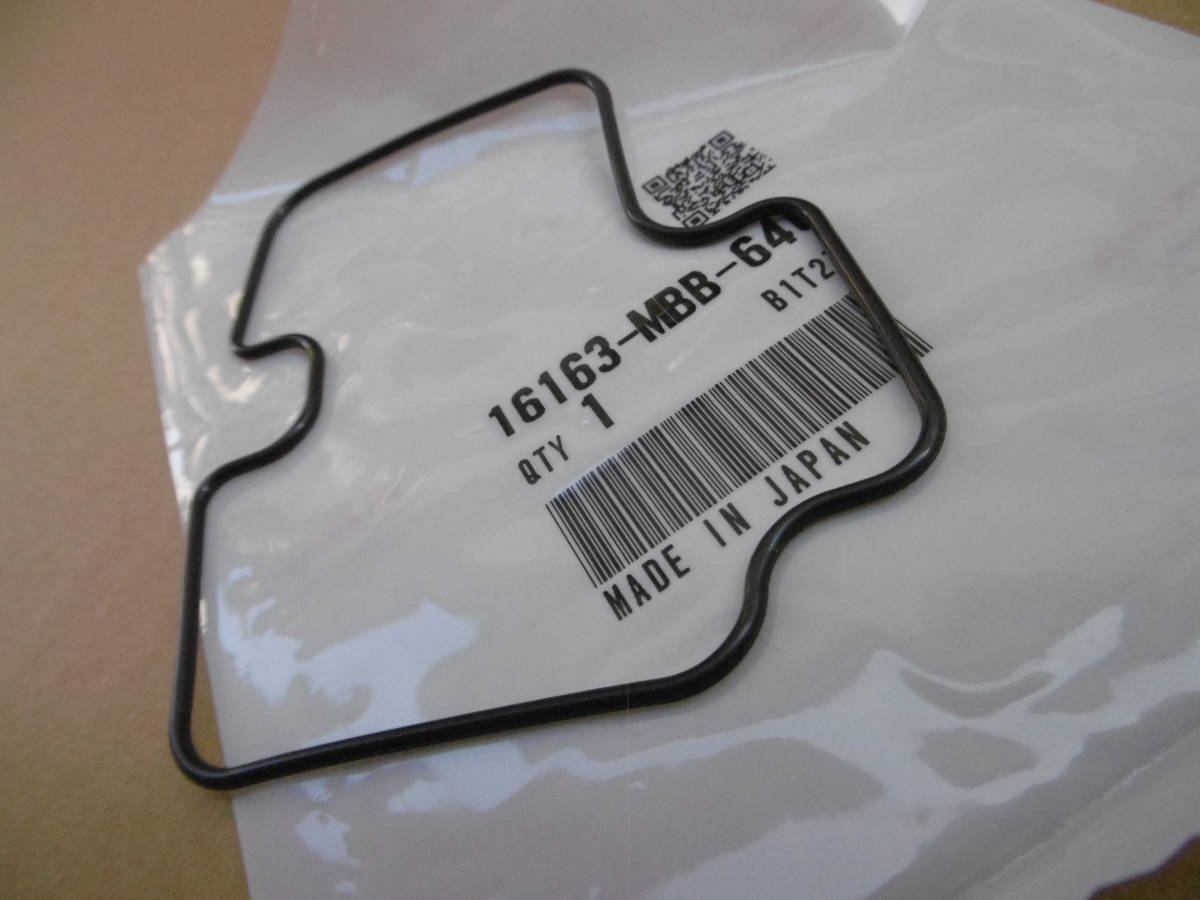 16163-MBB-64
B1T2
QTY 1
MADE IN JAPAN